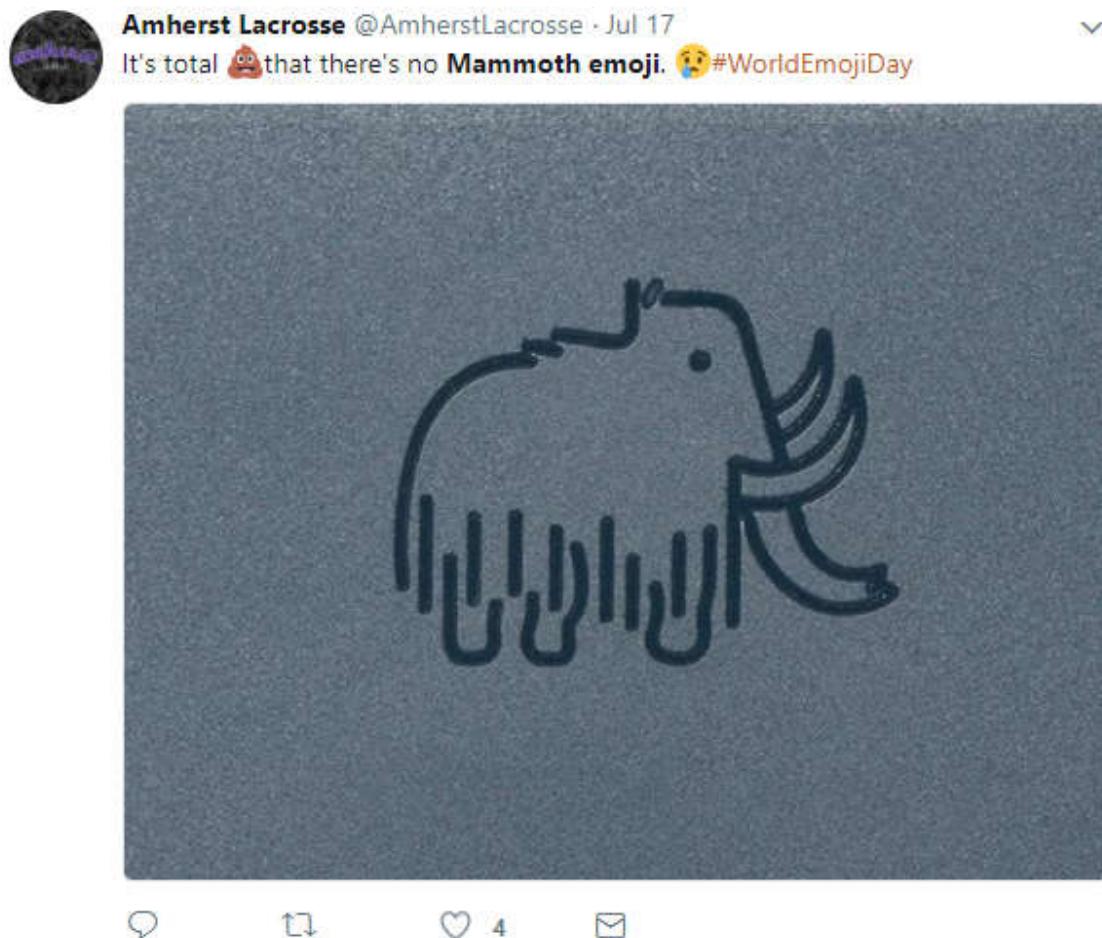 Amherst Lacrosse @AmherstLacrosse · Jul 17
It's total 💩that there's no Mammoth emoji. 😢#WorldEmojiDay
4